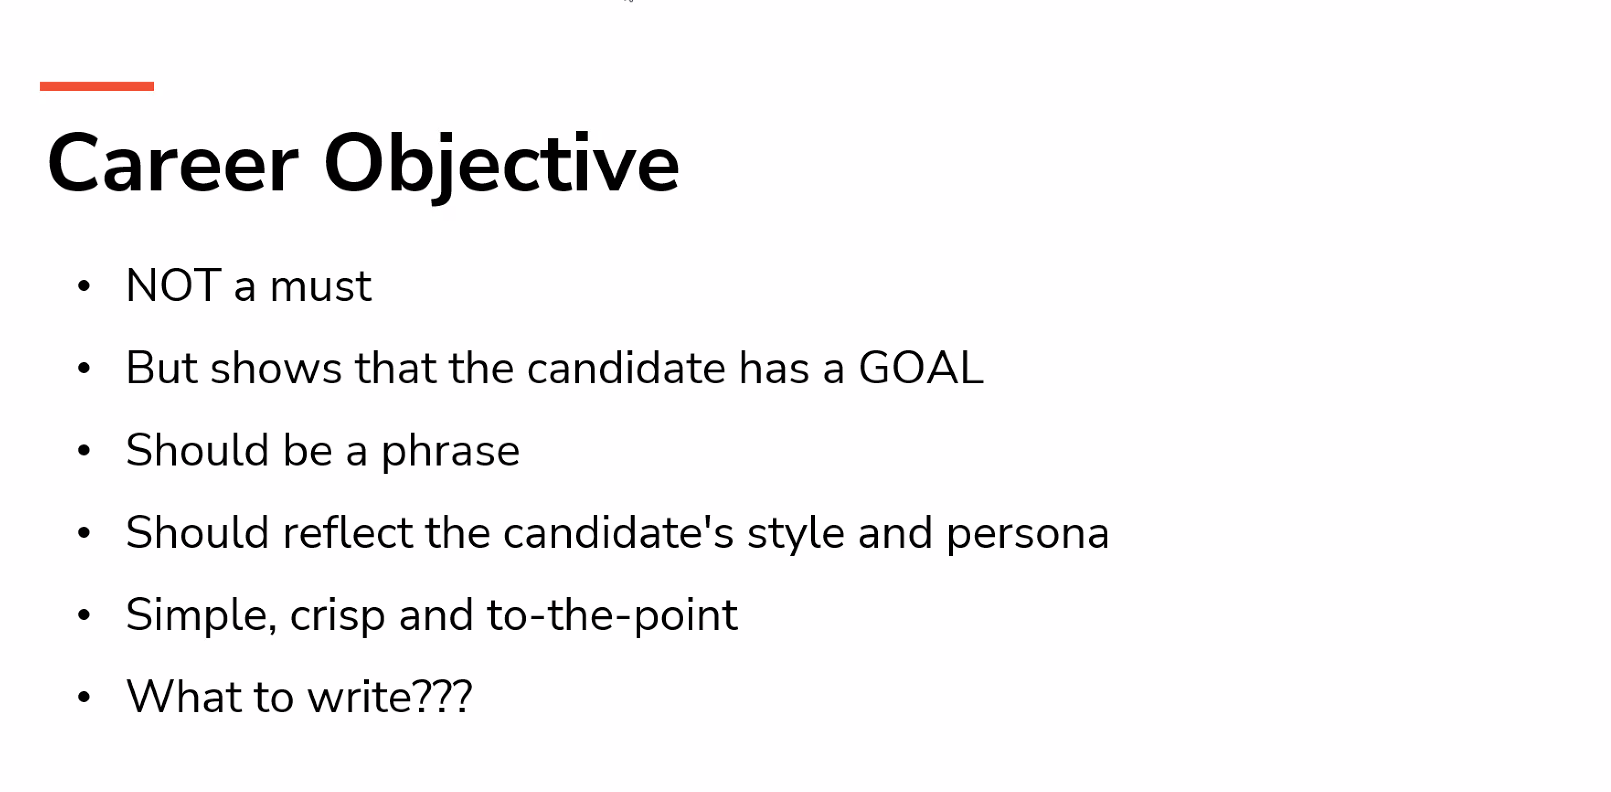 Career Objective
• NOT a must
• But shows that the candidate has a GOAL
• Should be a phrase
• Should reflect the candidate's style and persona
• Simple, crisp and to-the-point
• What to write???